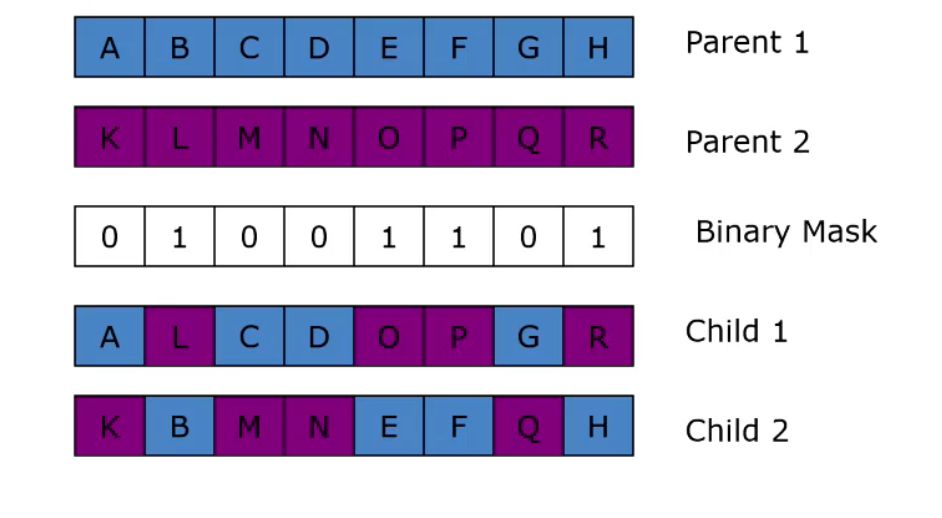 A B C D E F G H Parent 1
K L M N O P Q R Parent 2
0 1 0 0 1 1 0 1 Binary Mask
A L C D O P G R Child 1
K B M N E F Q H Child 2